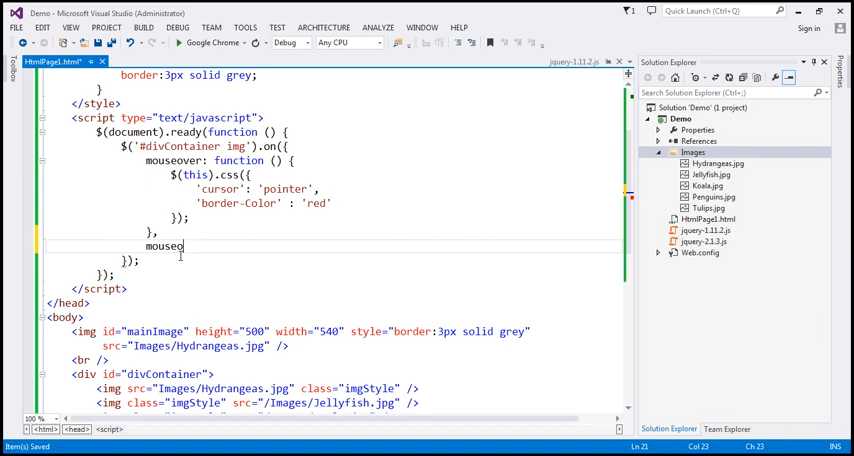 Demo - Microsoft Visual Studio (Administrator)
1
Quick Launch (Ctrl+Q)
FILE EDIT VIEW PROJECT BUILD DEBUG TEAM TOOLS TEST ARCHITECTURE ANALYZE WINDOW HELP
Sign in
Google Chrome Debug Any CPU
Toolbox
HtmlPage1.html*
jquery-1.11.2.js
border:3px solid grey;
}
</style>
<script type="text/javascript">
$(document).ready(function () {
$('#divContainer img').on({
mouseover: function () {
$(this).css({
'cursor': 'pointer',
'border-Color' : 'red'
});
},
mouseo
});
});
</script>
</head>
<body>
<img id="mainImage" height="500" width="540" style="border:3px solid grey"
src="Images/Hydrangeas.jpg" />
<br />
<div id="divContainer">
<img src="Images/Hydrangeas.jpg" class="imgStyle" />
<img class="imgStyle" src="/Images/Jellyfish.jpg" />
100 %
<html> <head> <script>
Solution Explorer
Search Solution Explorer (Ctrl+;)
Solution 'Demo' (1 project)
Demo
Properties
References
Images
Hydrangeas.jpg
Jellyfish.jpg
Koala.jpg
Penguins.jpg
Tulips.jpg
HtmlPage1.html
jquery-1.11.2.js
jquery-2.1.3.js
Web.config
Solution Explorer Team Explorer
Properties
Item(s) Saved Ln 21 Col 23 Ch 23 INS